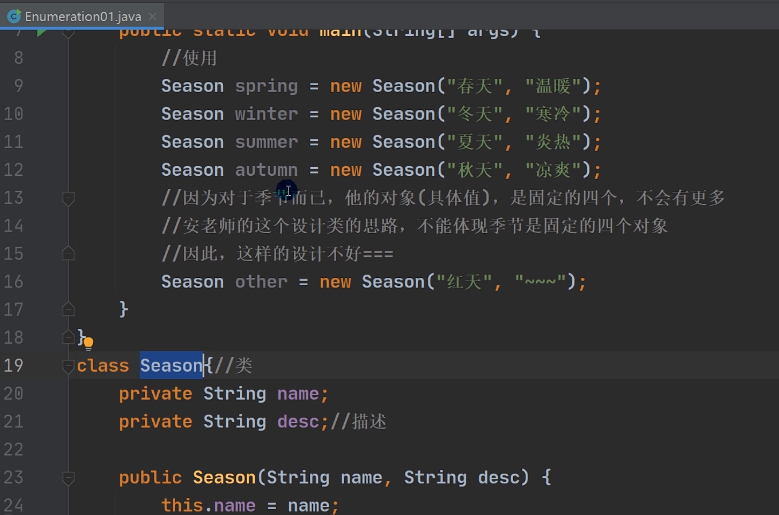 Enumeration01.java
7 public static void main(String[] args) {
8 //使用
9 Season spring = new Season("春天", "温暖");
10 Season winter = new Season("冬天", "寒冷");
11 Season summer = new Season("夏天", "炎热");
12 Season autumn = new Season("秋天", "凉爽");
13 //因为对于季节而已，他的对象(具体值)，是固定的四个，不会有更多
14 //安老师的这个设计类的思路，不能体现季节是固定的四个对象
15 //因此，这样的设计不好===
16 Season other = new Season("红天", "~~~");
17 }
18 }
19 class Season{//类
20 private String name;
21 private String desc;//描述
22
23 public Season(String name, String desc) {
24 this.name = name;